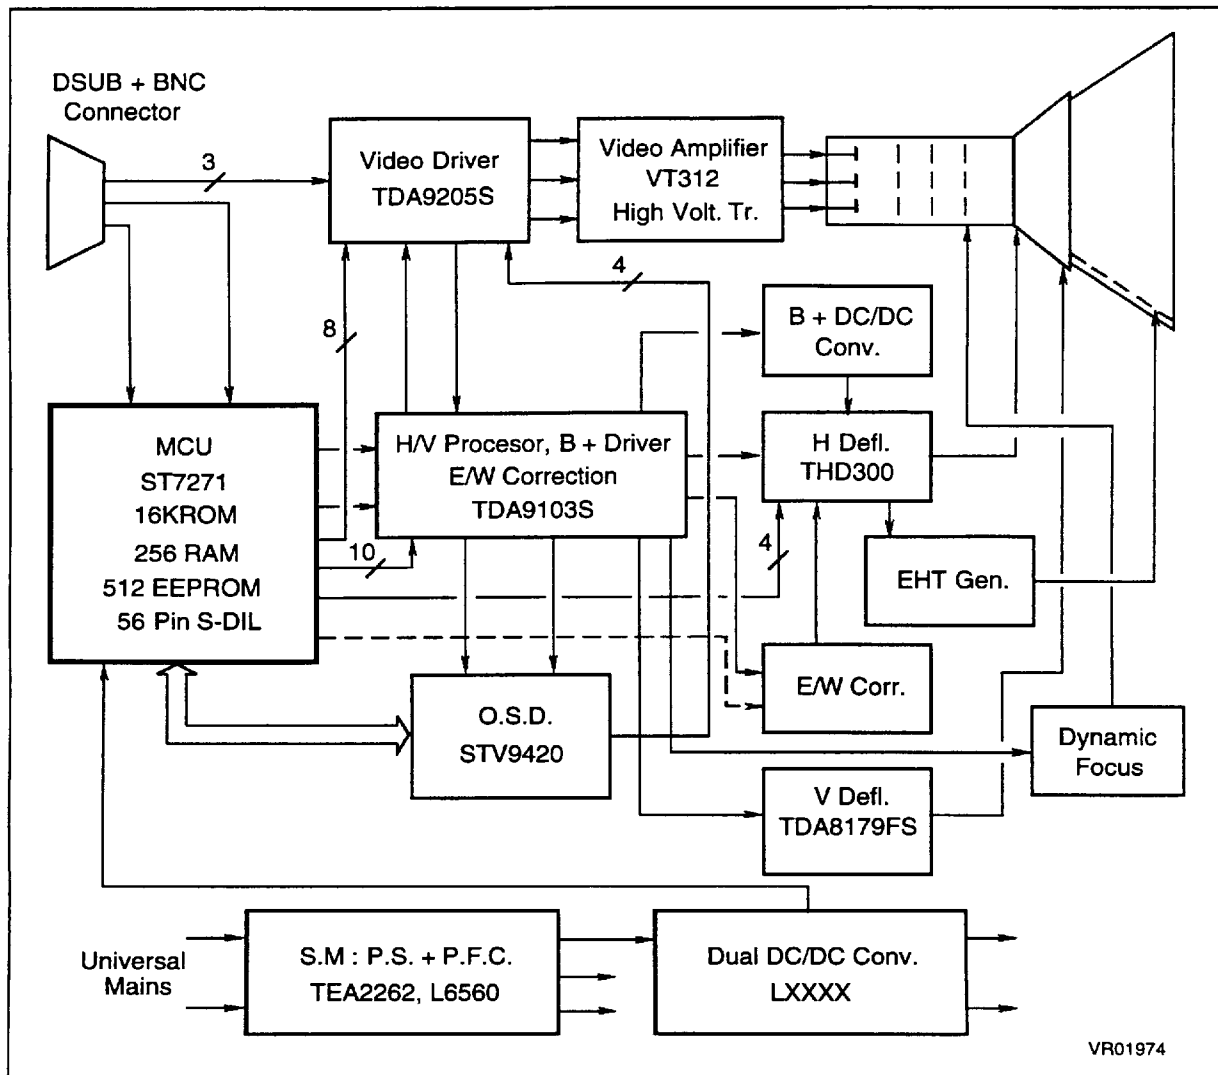 DSUB + BNC
Connector
3
Video Driver
TDA9205S
Video Amplifier
VT312
High Volt. Tr.
4
8
B + DC/DC
Conv.
MCU
ST7271
16KROM
256 RAM
512 EEPROM
56 Pin S-DIL
H/V Procesor, B + Driver
E/W Correction
TDA9103S
H Defl.
THD300
10
4
EHT Gen.
O.S.D.
STV9420
E/W Corr.
Dynamic
Focus
V Defl.
TDA8179FS
Universal
Mains
S.M : P.S. + P.F.C.
TEA2262, L6560
Dual DC/DC Conv.
LXXXX
VR01974